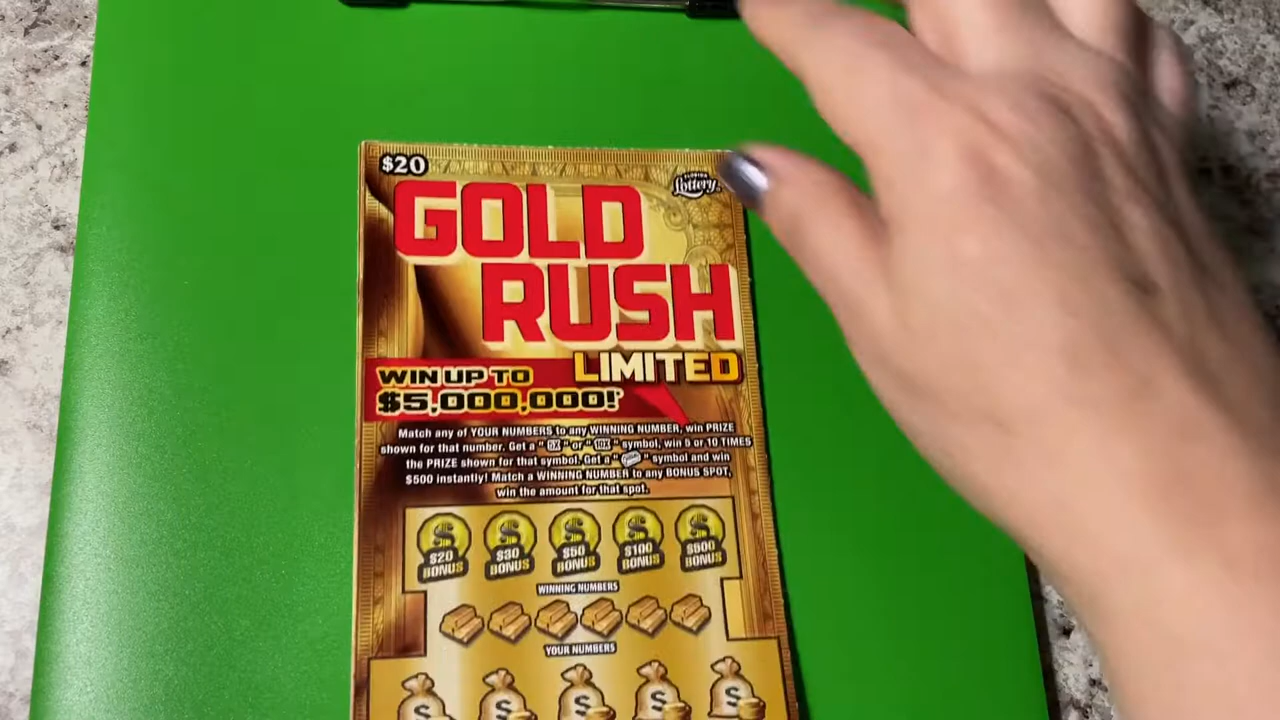 $20
FLORIDA
Lottery
GOLD
RUSH
LIMITED
WIN UP TO
$5,000,000!
Match any of YOUR NUMBERS to any WINNING NUMBER, win PRIZE
shown for that number. Get a "5X" or "10X" symbol, win 5 or 10 TIMES
the PRIZE shown for that symbol. Get a " " symbol and win
$500 instantly! Match a WINNING NUMBER to any BONUS SPOT,
win the amount for that spot.
$20 $30 $50 $100 $500
BONUS BONUS BONUS BONUS BONUS
WINNING NUMBERS
YOUR NUMBERS